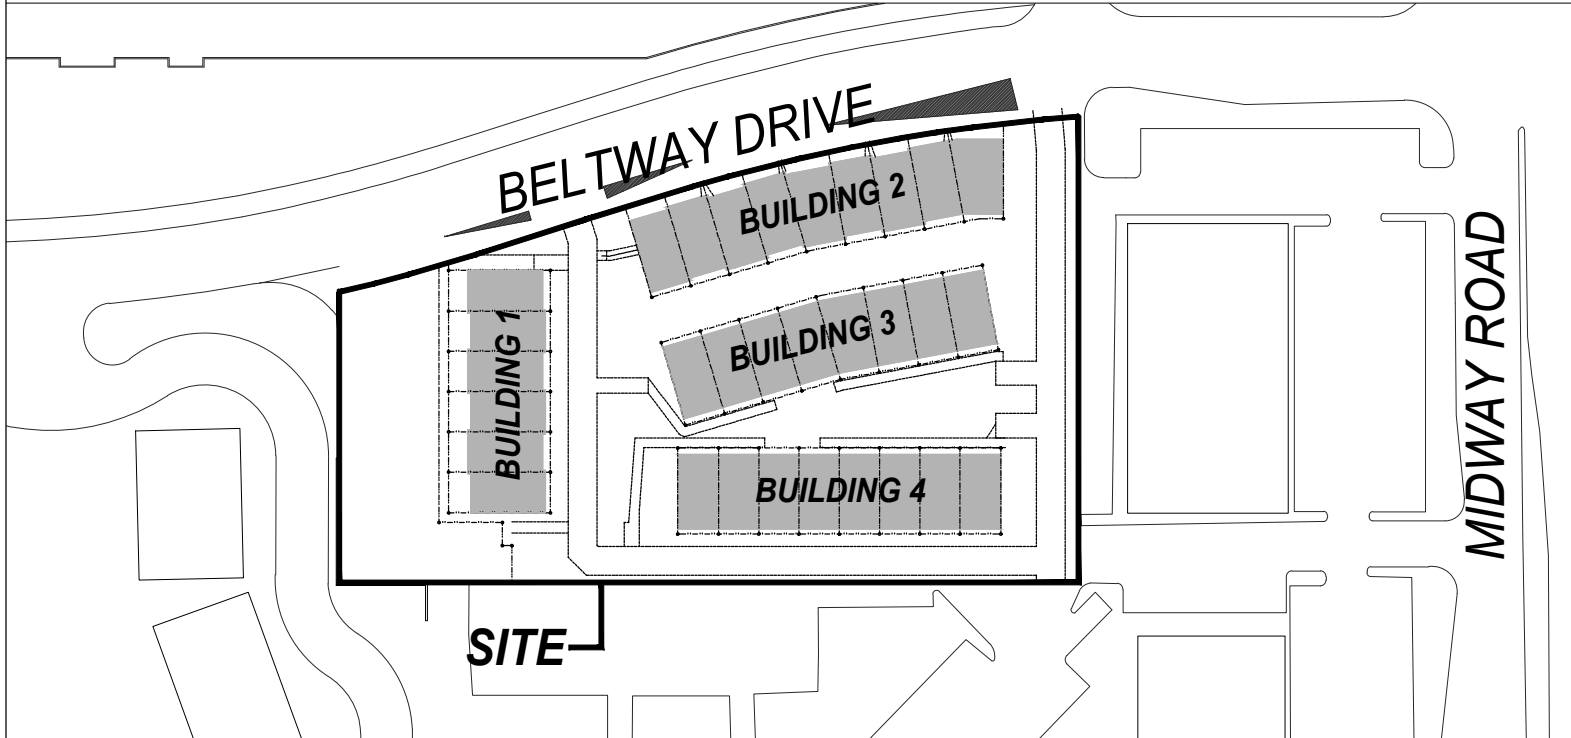 BELTWAY DRIVE
BUILDING 2
BUILDING 1
BUILDING 3
MIDWAY ROAD
BUILDING 4
SITE